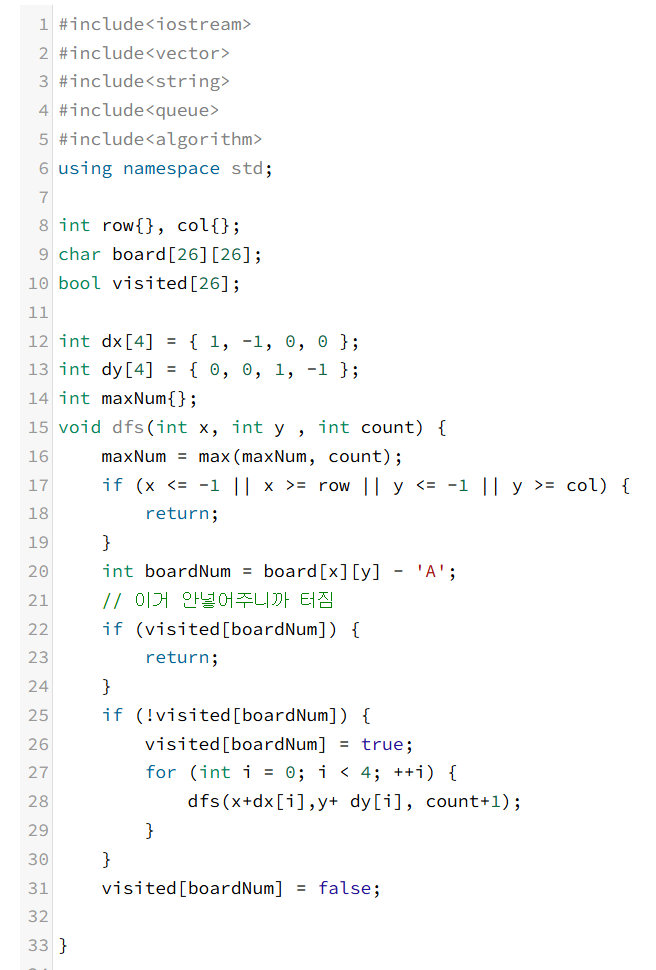 1 #include<iostream>
2 #include<vector>
3 #include<string>
4 #include<queue>
5 #include<algorithm>
6 using namespace std;
7
8 int row{}, col{};
9 char board[26][26];
10 bool visited[26];
11
12 int dx[4] = { 1, -1, 0, 0 };
13 int dy[4] = { 0, 0, 1, -1 };
14 int maxNum{};
15 void dfs(int x, int y , int count) {
16     maxNum = max(maxNum, count);
17     if (x <= -1 || x >= row || y <= -1 || y >= col) {
18         return;
19     }
20     int boardNum = board[x][y] - 'A';
21     // 이거 안넣어주니까 터짐
22     if (visited[boardNum]) {
23         return;
24     }
25     if (!visited[boardNum]) {
26         visited[boardNum] = true;
27         for (int i = 0; i < 4; ++i) {
28             dfs(x+dx[i],y+ dy[i], count+1);
29         }
30     }
31     visited[boardNum] = false;
32
33 }